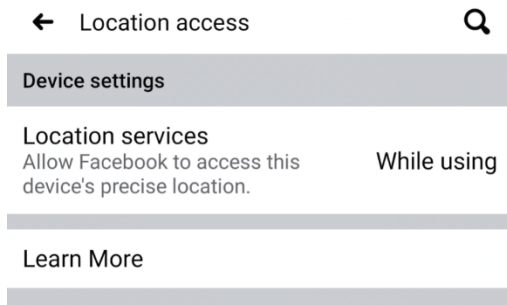 Location access
Device settings
Location services
Allow Facebook to access this
device's precise location.
While using
Learn More